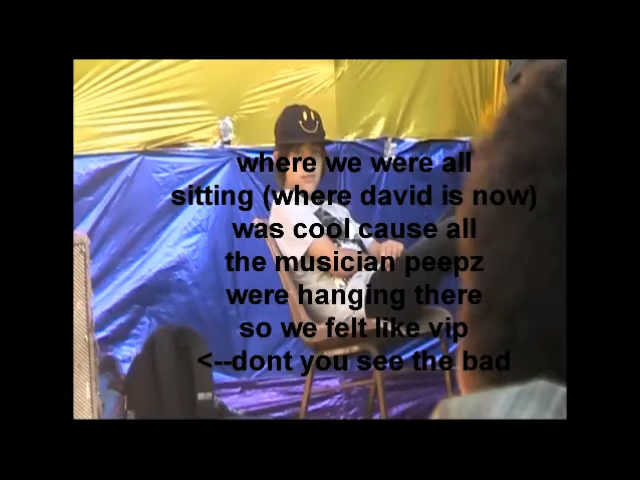 where we were all
sitting (where david is now)
was cool cause all
the musician peepz
were hanging there
so we felt like vip
<--dont you see the bad